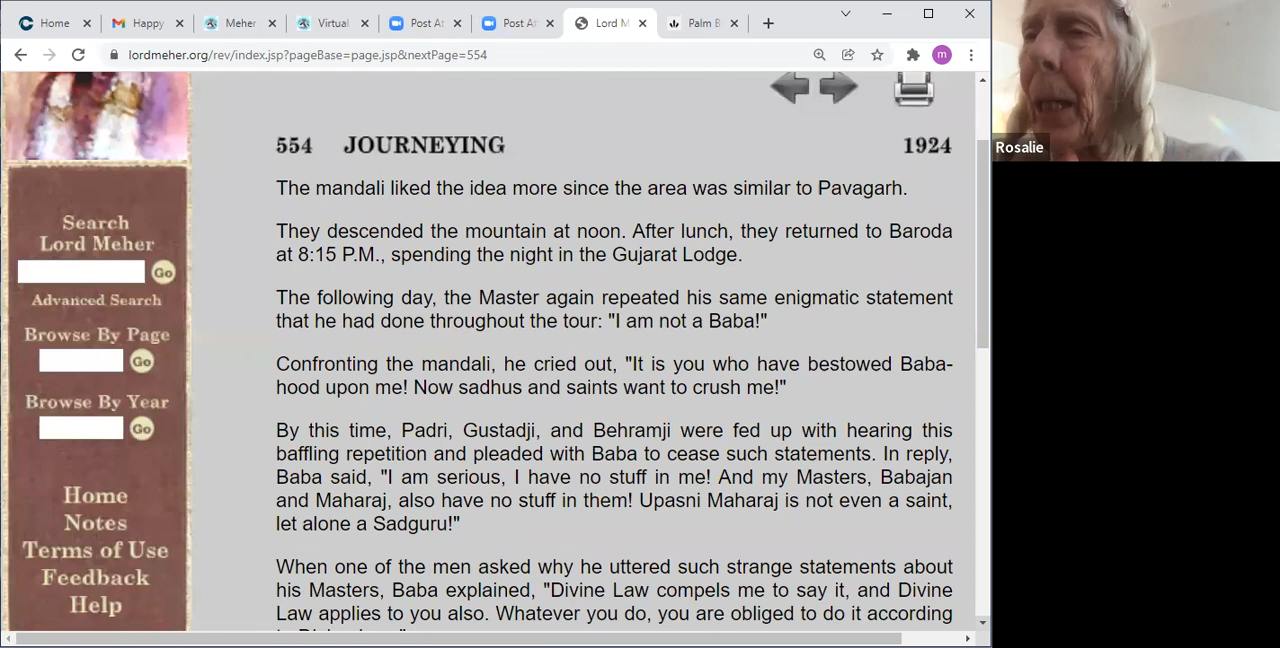 Home
Happy
Meher
Virtual
Post At
Post At
Lord M
Palm B
lordmeher.org/rev/index.jsp?pageBase=page.jsp&nextPage=554
m
Rosalie
Search
Lord Meher
Go
Advanced Search
Browse By Page
Go
Browse By Year
Go
Home
Notes
Terms of Use
Feedback
Help
554 JOURNEYING 1924
The mandali liked the idea more since the area was similar to Pavagarh.
They descended the mountain at noon. After lunch, they returned to Baroda
at 8:15 P.M., spending the night in the Gujarat Lodge.
The following day, the Master again repeated his same enigmatic statement
that he had done throughout the tour: "I am not a Baba!"
Confronting the mandali, he cried out, "It is you who have bestowed Baba-
hood upon me! Now sadhus and saints want to crush me!"
By this time, Padri, Gustadji, and Behramji were fed up with hearing this
baffling repetition and pleaded with Baba to cease such statements. In reply,
Baba said, "I am serious, I have no stuff in me! And my Masters, Babajan
and Maharaj, also have no stuff in them! Upasni Maharaj is not even a saint,
let alone a Sadguru!"
When one of the men asked why he uttered such strange statements about
his Masters, Baba explained, "Divine Law compels me to say it, and Divine
Law applies to you also. Whatever you do, you are obliged to do it according